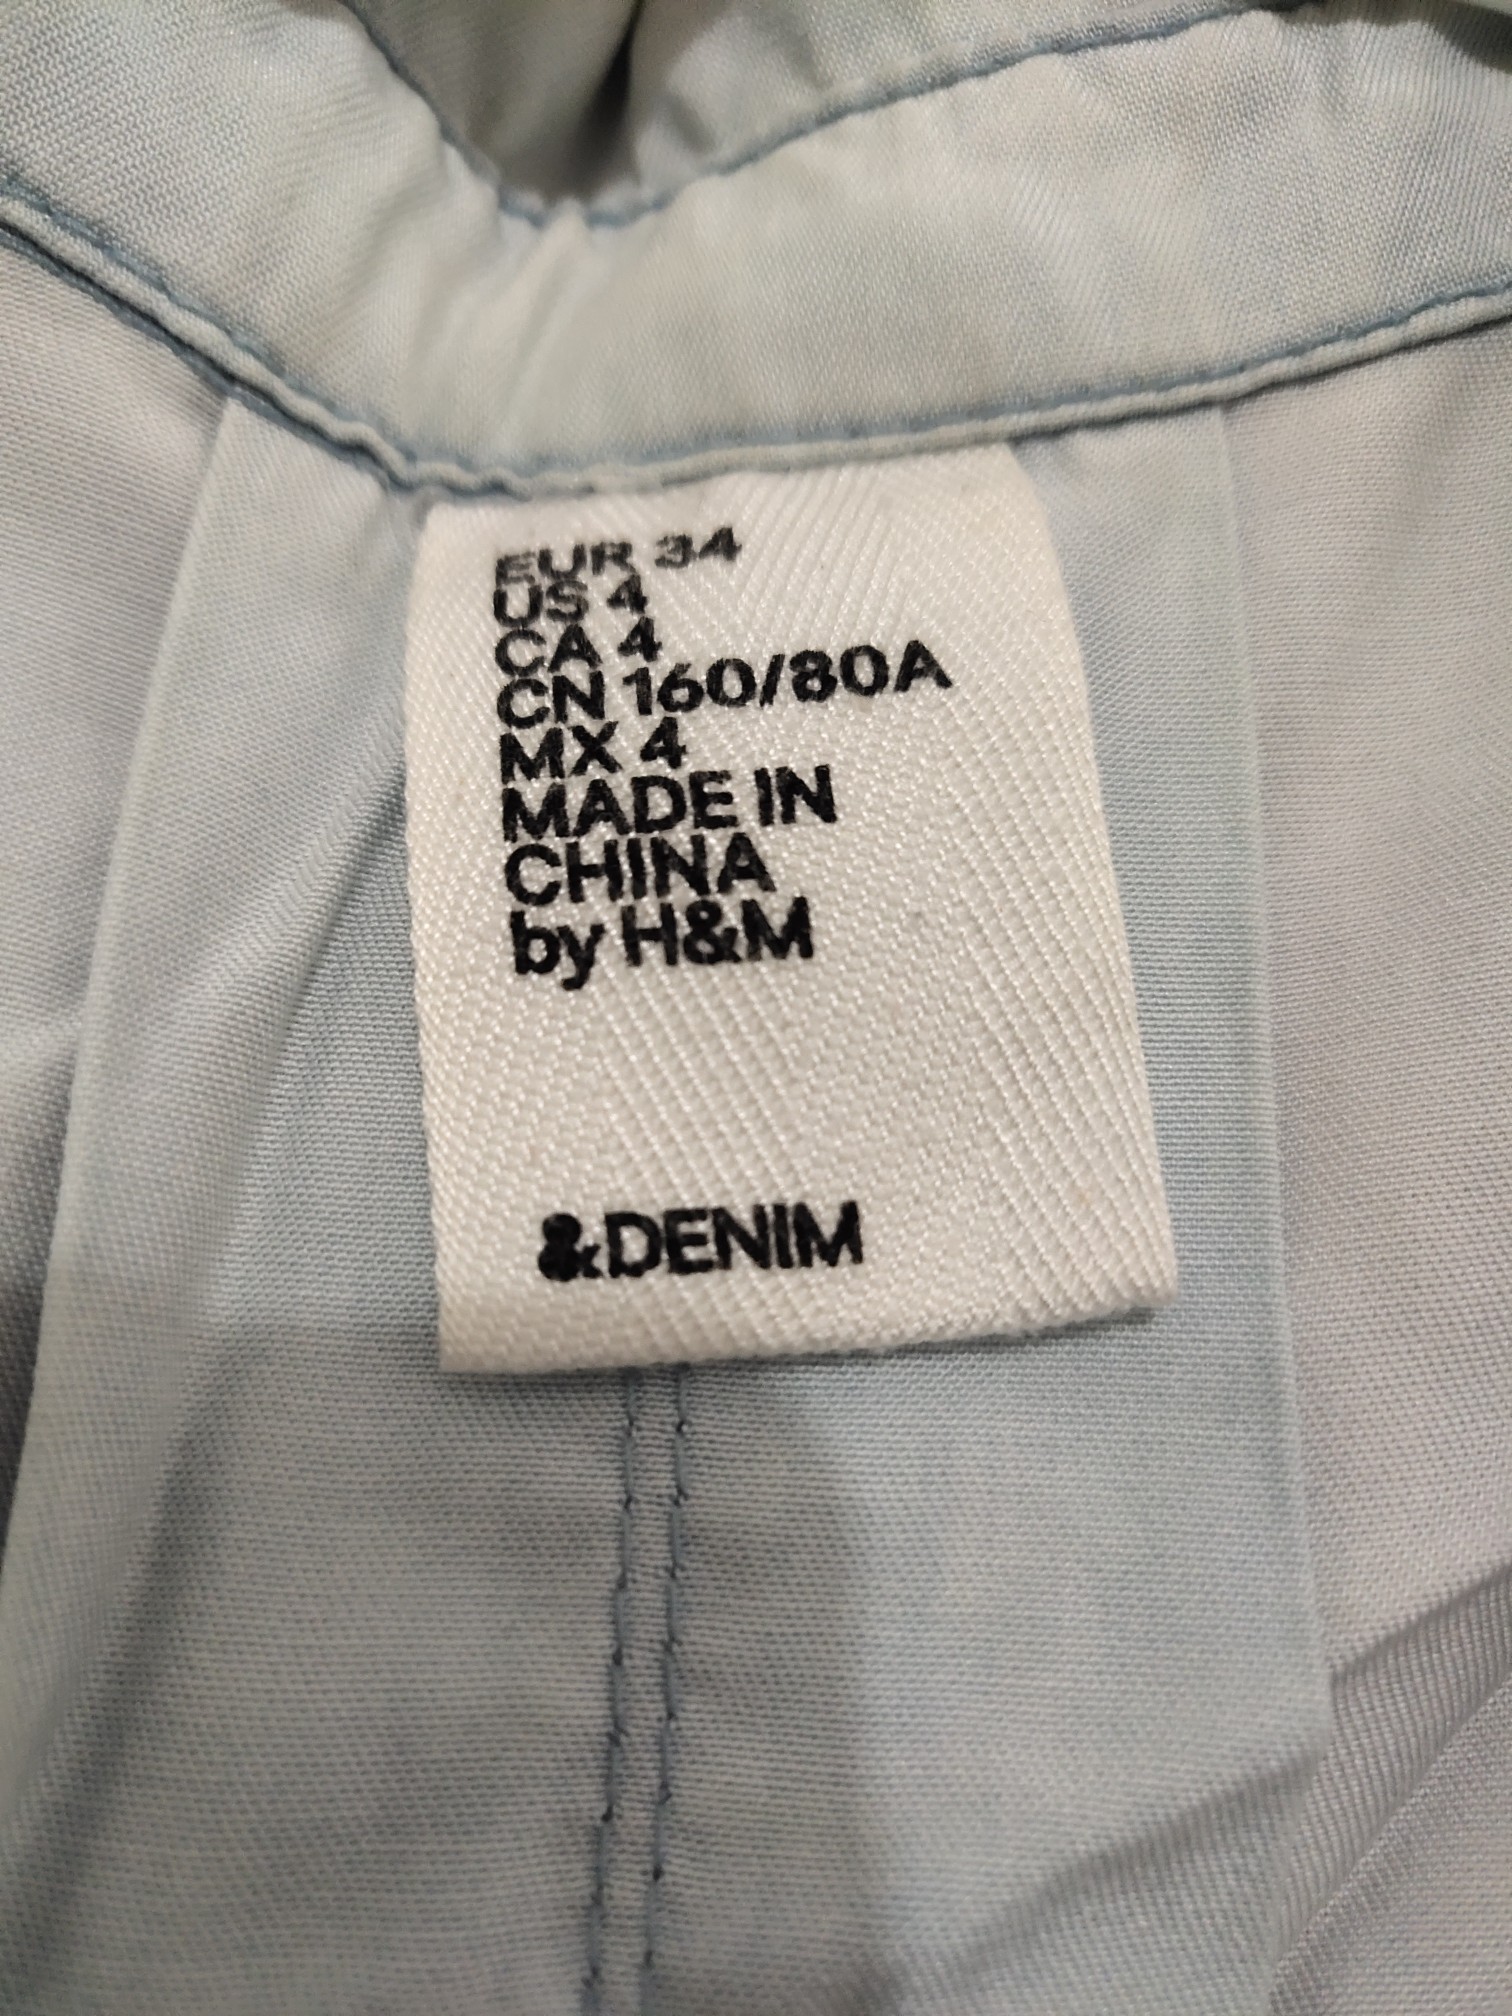 EUR 34
US 4
CA 4
CN 160/80A
MX 4
MADE IN
CHINA
by H&M
&DENIM